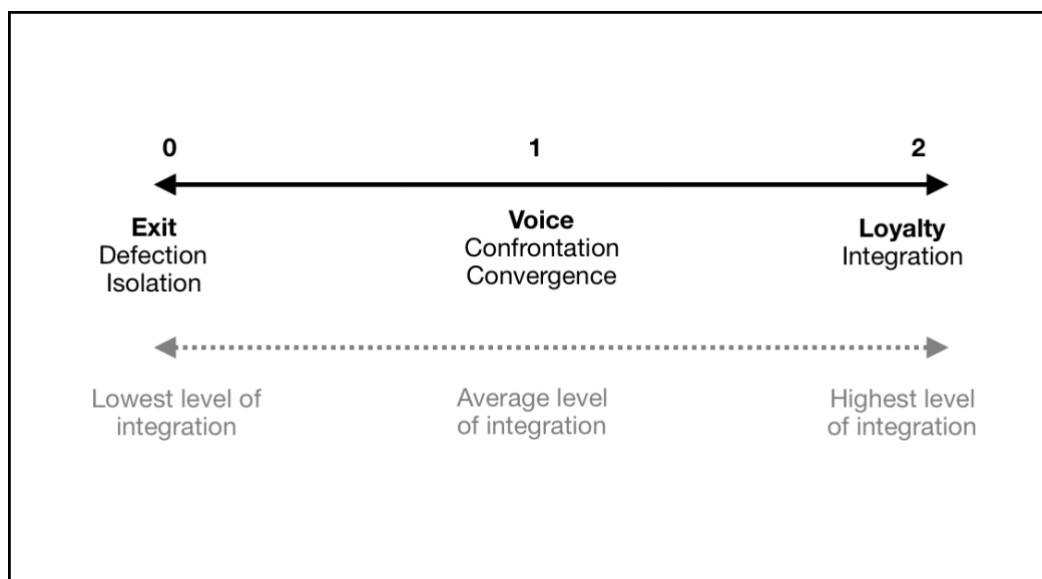 0
1
2
Exit
Defection
Isolation
Voice
Confrontation
Convergence
Loyalty
Integration
Lowest level of
integration
Average level
of integration
Highest level
of integration